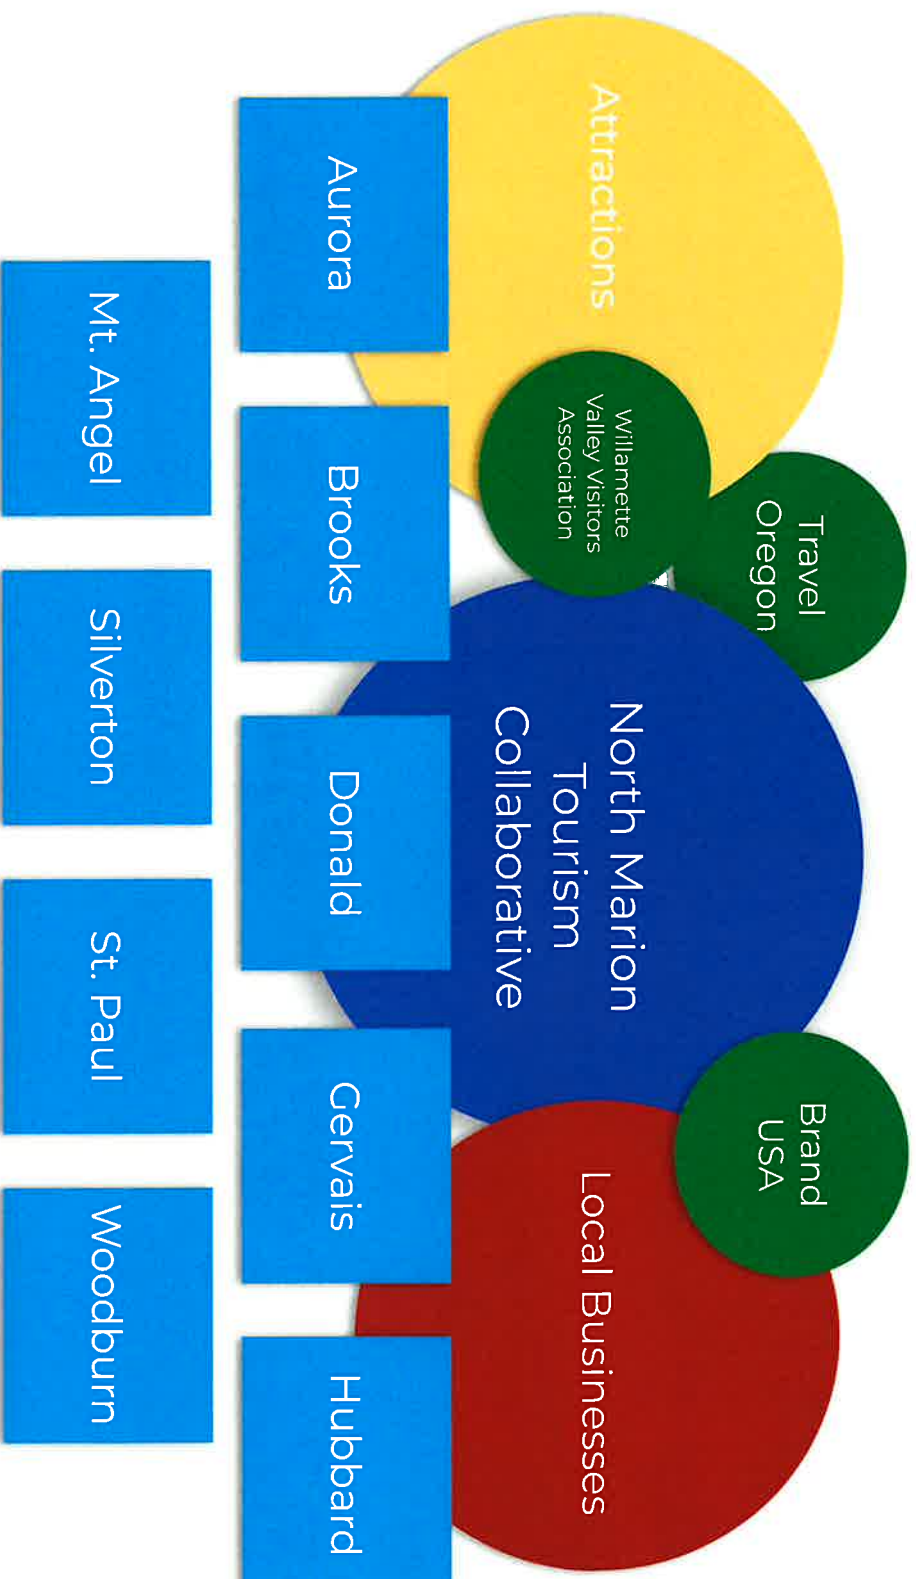 Travel
Oregon
Brand
USA
Attractions
Willamette
Valley Visitors
Association
North Marion
Tourism
Collaborative
Local Businesses
Aurora
Brooks
Donald
Gervais
Hubbard
Mt. Angel
Silverton
St. Paul
Woodburn